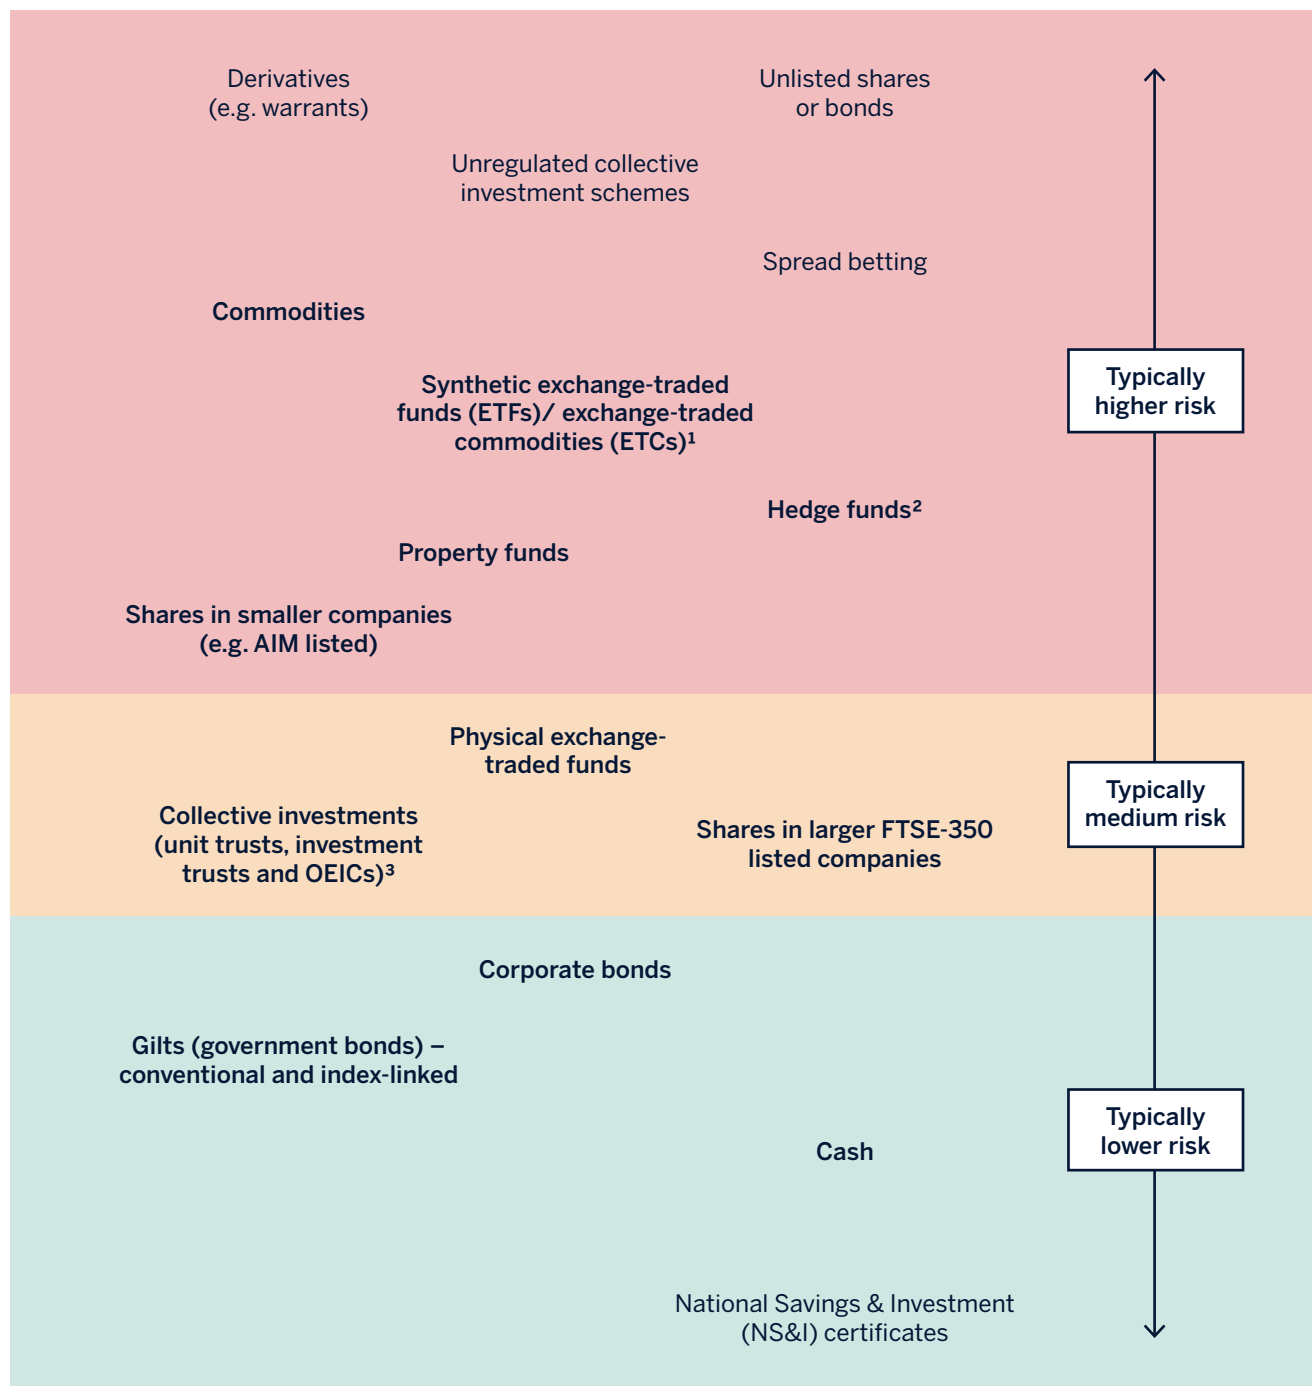 Derivatives
(e.g. warrants)
Unlisted shares
or bonds
Unregulated collective
investment schemes
Spread betting
Commodities
Typically
higher risk
Synthetic exchange-traded
funds (ETFs)/ exchange-traded
commodities (ETCs)¹
Hedge funds²
Property funds
Shares in smaller companies
(e.g. AIM listed)
Physical exchange-
traded funds
Typically
medium risk
Collective investments
(unit trusts, investment
trusts and OEICs)³
Shares in larger FTSE-350
listed companies
Corporate bonds
Gilts (government bonds) –
conventional and index-linked
Typically
lower risk
Cash
National Savings & Investment
(NS&I) certificates